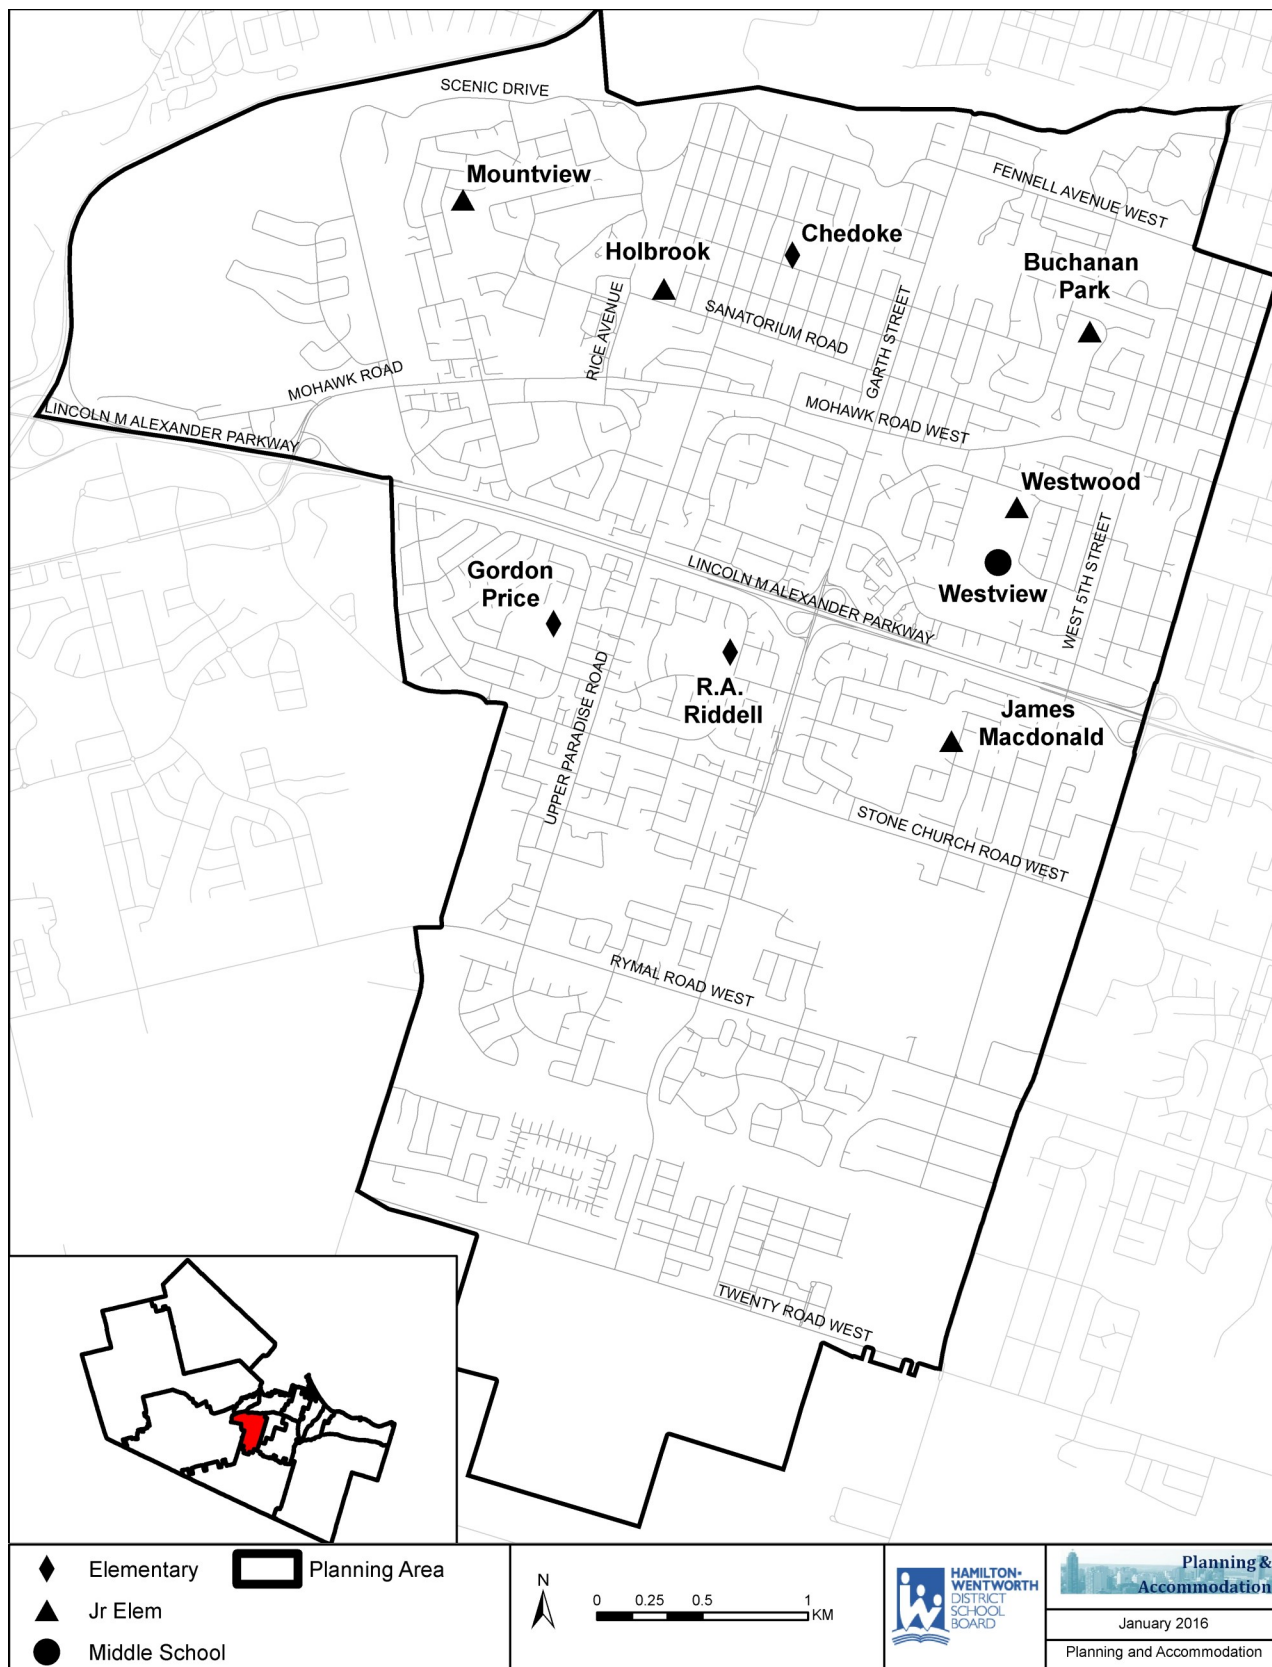 SCENIC DRIVE
Mountview
FENNELL AVENUE WEST
Chedoke
Holbrook
Buchanan
Park
RICE AVENUE
SANATORIUM ROAD
GARTH STREET
MOHAWK ROAD
MOHAWK ROAD WEST
LINCOLN M ALEXANDER PARKWAY
Westwood
WEST 5TH STREET
Gordon
Price
LINCOLN M ALEXANDER PARKWAY
Westview
UPPER PARADISE ROAD
R.A.
Riddell
James
Macdonald
STONE CHURCH ROAD WEST
RYMAL ROAD WEST
TWENTY ROAD WEST
Elementary
Planning Area
Jr Elem
Middle School
N
0 0.25 0.5 1
KM
HAMILTON-
WENTWORTH
DISTRICT
SCHOOL
BOARD
Planning &
Accommodation
January 2016
Planning and Accommodation